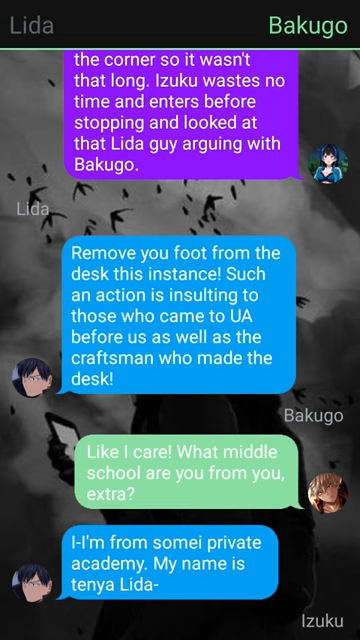 Lida Bakugo
the corner so it wasn't
that long. Izuku wastes no
time and enters before
stopping and looked at
that Lida guy arguing with
Bakugo.
Lida
Remove you foot from the
desk this instance! Such
an action is insulting to
those who came to UA
before us as well as the
craftsman who made the
desk!
Bakugo
Like I care! What middle
school are you from you,
extra?
I-I'm from somei private
academy. My name is
tenya Lida-
Izuku